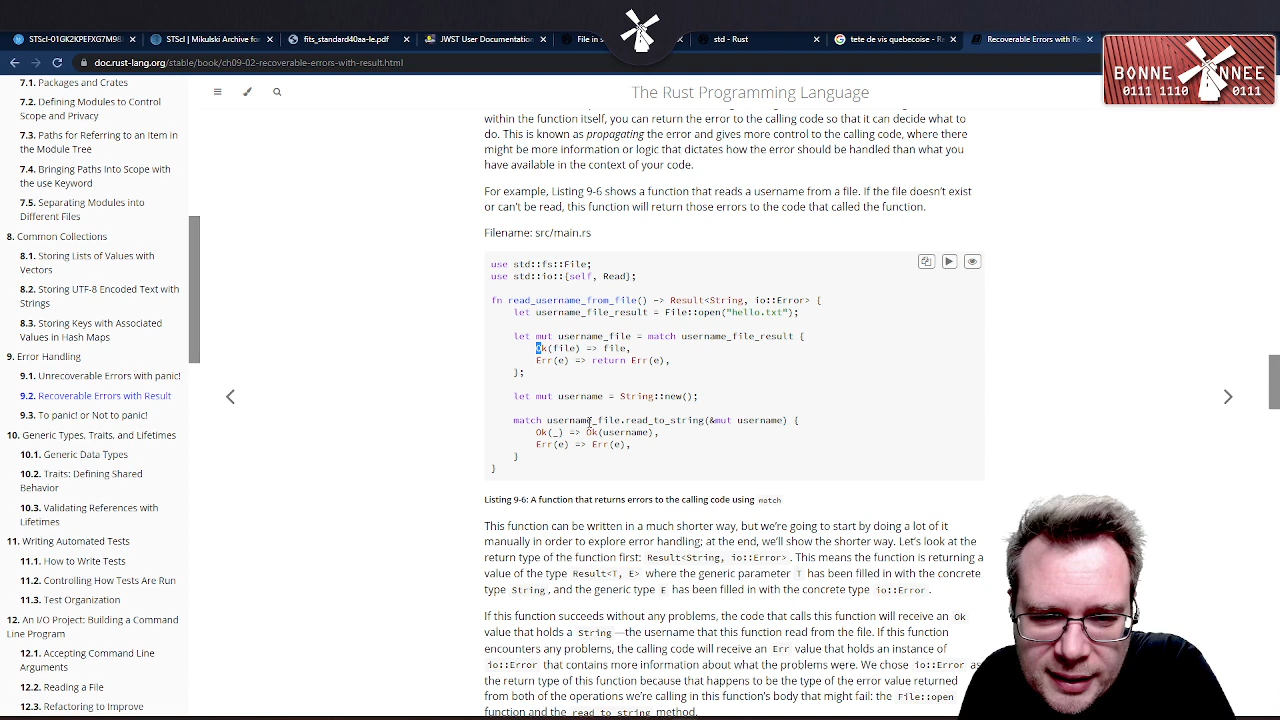 STScI-01GK2KPEFXG7M98
STScI | Mikulski Archive for
fits_standard40aa-le.pdf
JWST User Documentation
File in s
std - Rust
tete de vis quebecoise - Re
Recoverable Errors with Re
doc.rust-lang.org/stable/book/ch09-02-recoverable-errors-with-result.html
BONNE NNEE
0111 1110 0111
7.1. Packages and Crates
7.2. Defining Modules to Control
Scope and Privacy
7.3. Paths for Referring to an Item in
the Module Tree
7.4. Bringing Paths Into Scope with
the use Keyword
7.5. Separating Modules into
Different Files
8. Common Collections
8.1. Storing Lists of Values with
Vectors
8.2. Storing UTF-8 Encoded Text with
Strings
8.3. Storing Keys with Associated
Values in Hash Maps
9. Error Handling
9.1. Unrecoverable Errors with panic!
9.2. Recoverable Errors with Result
9.3. To panic! or Not to panic!
10. Generic Types, Traits, and Lifetimes
10.1. Generic Data Types
10.2. Traits: Defining Shared
Behavior
10.3. Validating References with
Lifetimes
11. Writing Automated Tests
11.1. How to Write Tests
11.2. Controlling How Tests Are Run
11.3. Test Organization
12. An I/O Project: Building a Command
Line Program
12.1. Accepting Command Line
Arguments
12.2. Reading a File
12.3. Refactoring to Improve
The Rust Programming Language
within the function itself, you can return the error to the calling code so that it can decide what to
do. This is known as propagating the error and gives more control to the calling code, where there
might be more information or logic that dictates how the error should be handled than what you
have available in the context of your code.
For example, Listing 9-6 shows a function that reads a username from a file. If the file doesn't exist
or can't be read, this function will return those errors to the code that called the function.
Filename: src/main.rs
use std::fs::File;
use std::io::{self, Read};
fn read_username_from_file() -> Result<String, io::Error> {
let username_file_result = File::open("hello.txt");
let mut username_file = match username_file_result {
Ok(file) => file,
Err(e) => return Err(e),
};
let mut username = String::new();
match username_file.read_to_string(&mut username) {
Ok(_) => Ok(username),
Err(e) => Err(e),
}
}
Listing 9-6: A function that returns errors to the calling code using match
This function can be written in a much shorter way, but we're going to start by doing a lot of it
manually in order to explore error handling; at the end, we'll show the shorter way. Let's look at the
return type of the function first: Result<String, io::Error>. This means the function is returning a
value of the type Result<T, E> where the generic parameter T has been filled in with the concrete
type String, and the generic type E has been filled in with the concrete type io::Error.
If this function succeeds without any problems, the code that calls this function will receive an Ok
value that holds a String—the username that this function read from the file. If this function
encounters any problems, the calling code will receive an Err value that holds an instance of
io::Error that contains more information about what the problems were. We chose io::Error as
the return type of this function because that happens to be the type of the error value returned
from both of the operations we're calling in this function's body that might fail: the File::open
function and the read_to_string method.